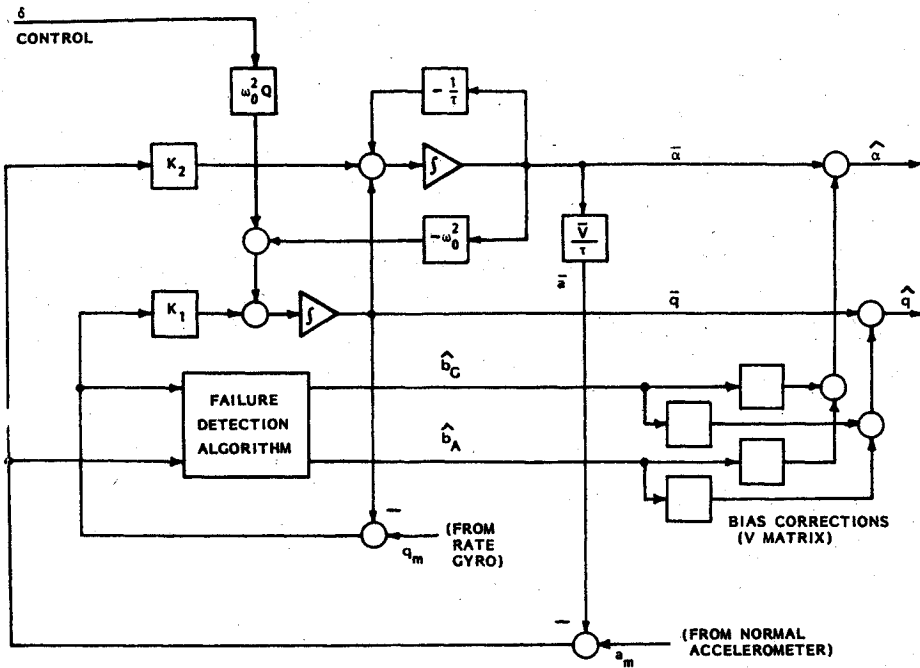 δ
CONTROL
ω₀² Q
- 1/τ
K₂
∫
ᾱ
α̂
-ω₀²
V̄/τ
ā
K₁
∫
q̄
q̂
b̂_G
FAILURE
DETECTION
ALGORITHM
b̂_A
BIAS CORRECTIONS
(V MATRIX)
−
(FROM
RATE
GYRO)
q_m
−
(FROM NORMAL
ACCELEROMETER)
a_m